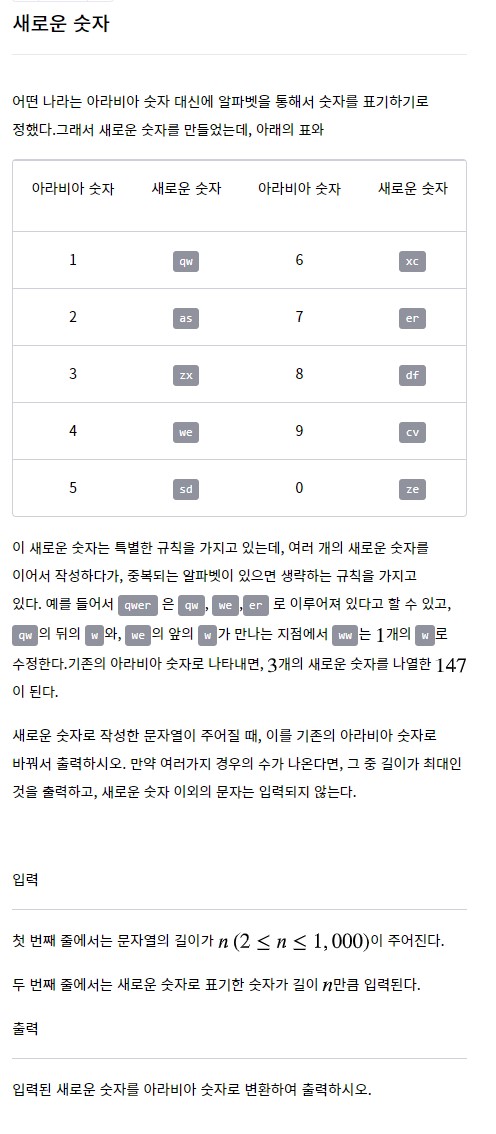 새로운 숫자
어떤 나라는 아라비아 숫자 대신에 알파벳을 통해서 숫자를 표기하기로
정했다.그래서 새로운 숫자를 만들었는데, 아래의 표와
아라비아 숫자 새로운 숫자 아라비아 숫자 새로운 숫자
1 qw 6 xc
2 as 7 er
3 zx 8 df
4 we 9 cv
5 sd 0 ze
이 새로운 숫자는 특별한 규칙을 가지고 있는데, 여러 개의 새로운 숫자를
이어서 작성하다가, 중복되는 알파벳이 있으면 생략하는 규칙을 가지고
있다. 예를 들어서 qwer 은 qw, we ,er 로 이루어져 있다고 할 수 있고,
qw의 뒤의 w와, we의 앞의 w가 만나는 지점에서 ww는 1개의 w로
수정한다.기존의 아라비아 숫자로 나타내면, 3개의 새로운 숫자를 나열한 147
이 된다.
새로운 숫자로 작성한 문자열이 주어질 때, 이를 기존의 아라비아 숫자로
바꿔서 출력하시오. 만약 여러가지 경우의 수가 나온다면, 그 중 길이가 최대인
것을 출력하고, 새로운 숫자 이외의 문자는 입력되지 않는다.
입력
첫 번째 줄에서는 문자열의 길이가 n (2 ≤ n ≤ 1,000)이 주어진다.
두 번째 줄에서는 새로운 숫자로 표기한 숫자가 길이 n만큼 입력된다.
출력
입력된 새로운 숫자를 아라비아 숫자로 변환하여 출력하시오.